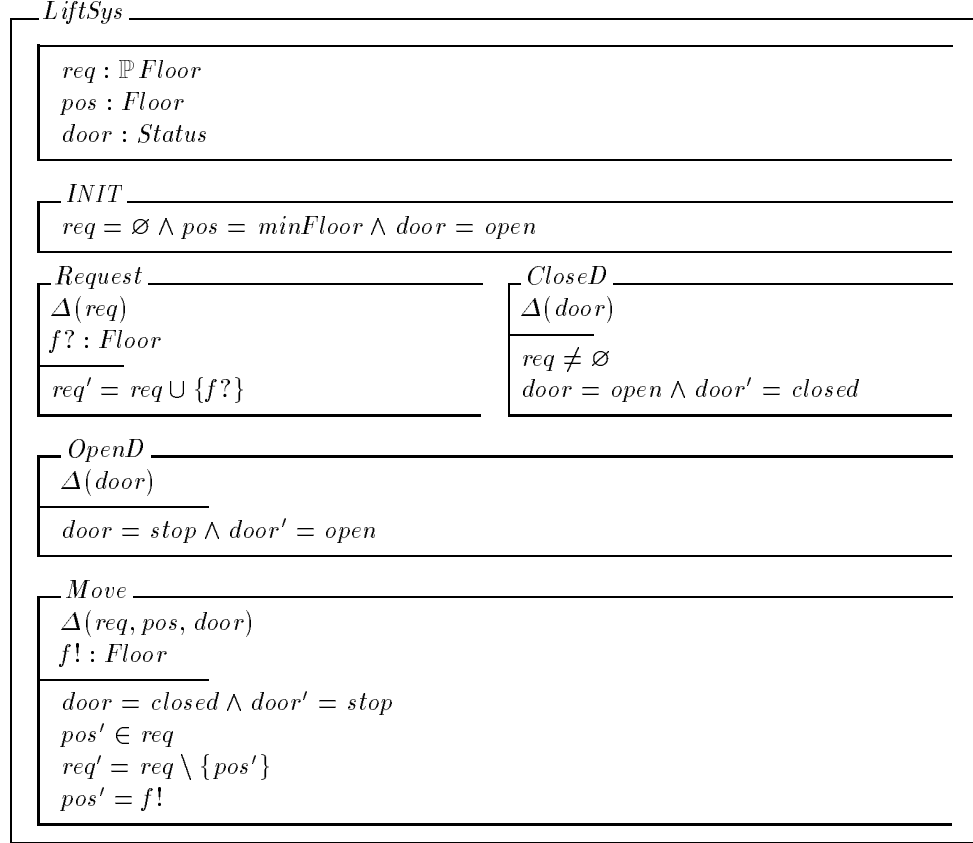 LiftSys
req : ℙ Floor
pos : Floor
door : Status
INIT
req = ∅ ∧ pos = minFloor ∧ door = open
Request
Δ(req)
f? : Floor
req′ = req ∪ {f?}
CloseD
Δ(door)
req ≠ ∅
door = open ∧ door′ = closed
OpenD
Δ(door)
door = stop ∧ door′ = open
Move
Δ(req, pos, door)
f! : Floor
door = closed ∧ door′ = stop
pos′ ∈ req
req′ = req \ {pos′}
pos′ = f!